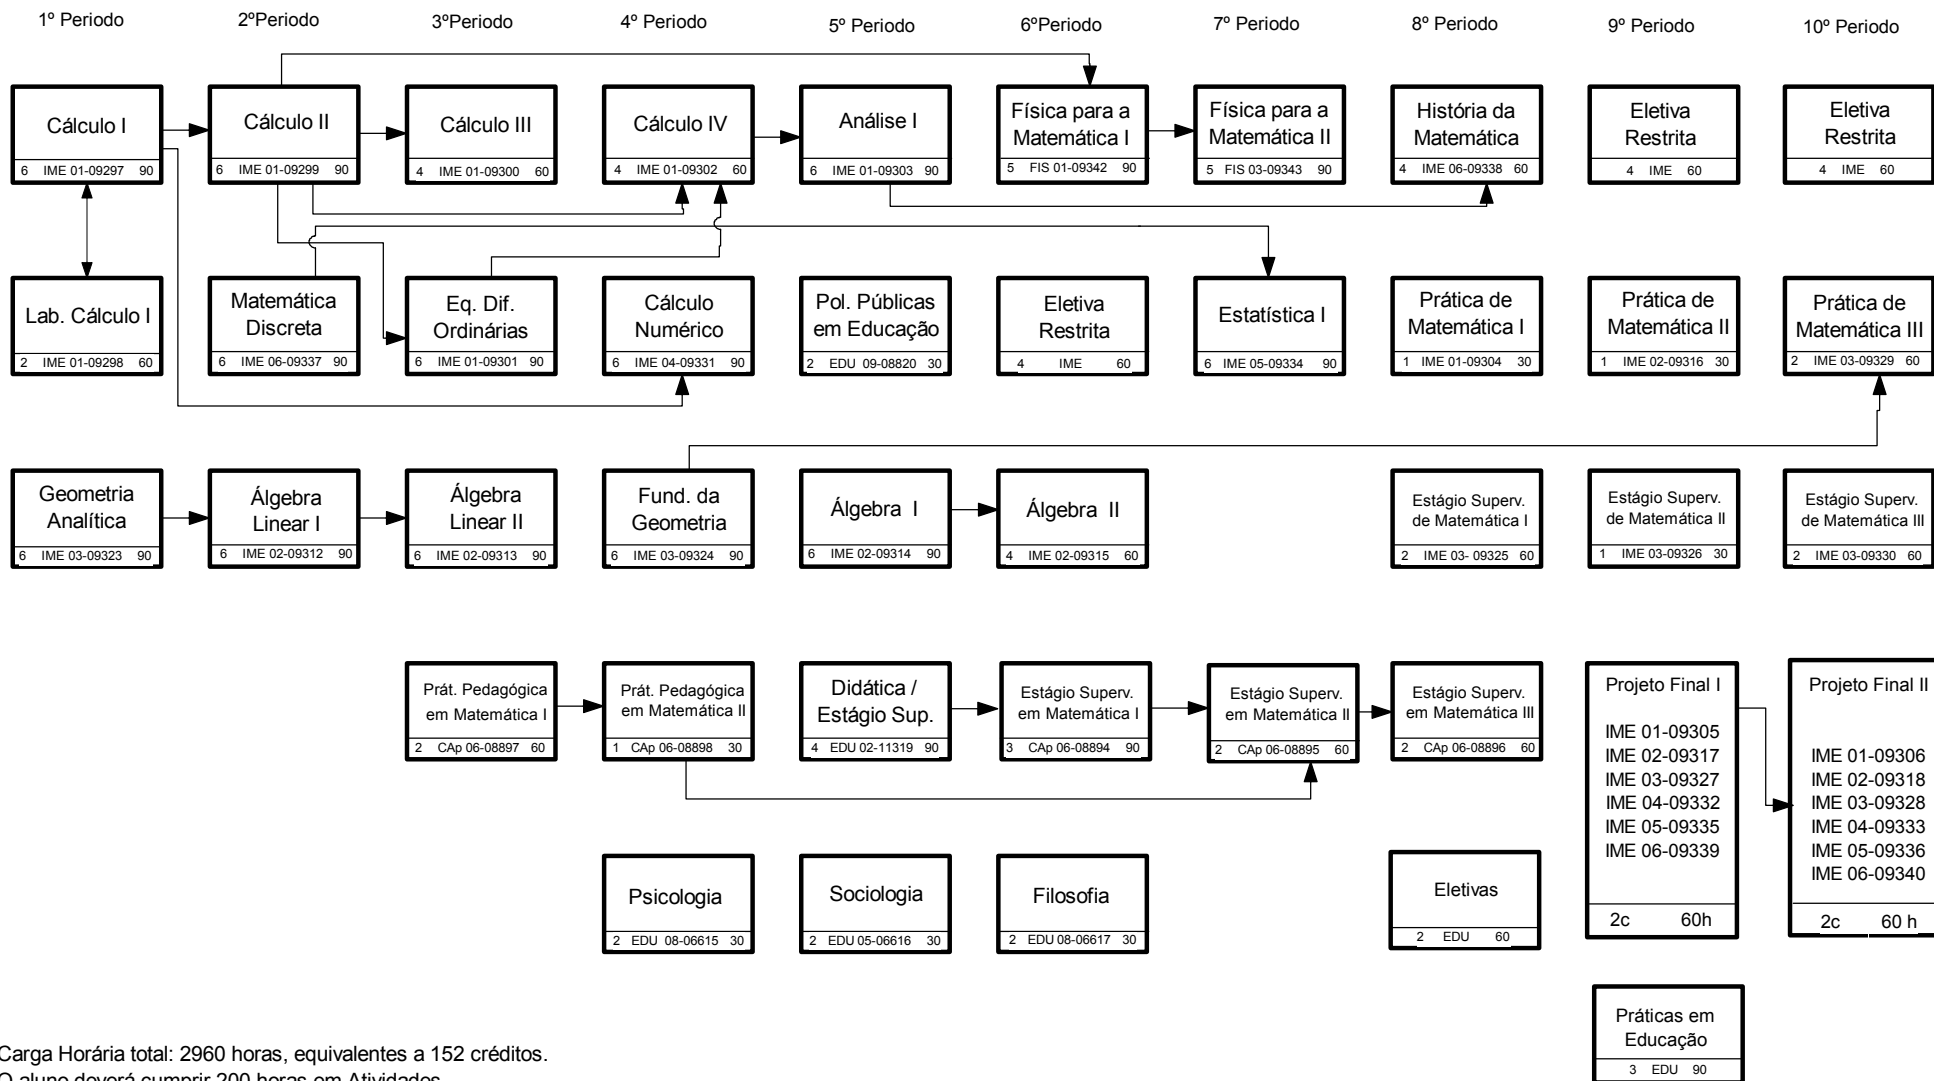 1º Periodo
2ºPeriodo
3ºPeriodo
4º Periodo
5º Periodo
6ºPeriodo
7º Periodo
8º Periodo
9º Periodo
10º Periodo
Cálculo I
6 IME 01-09297 90
Cálculo II
6 IME 01-09299 90
Cálculo III
4 IME 01-09300 60
Cálculo IV
4 IME 01-09302 60
Análise I
6 IME 01-09303 90
Física para a
Matemática I
5 FIS 01-09342 90
Física para a
Matemática II
5 FIS 03-09343 90
História da
Matemática
4 IME 06-09338 60
Eletiva
Restrita
4 IME 60
Eletiva
Restrita
4 IME 60
Lab. Cálculo I
2 IME 01-09298 60
Matemática
Discreta
6 IME 06-09337 90
Eq. Dif.
Ordinárias
6 IME 01-09301 90
Cálculo
Numérico
6 IME 04-09331 90
Pol. Públicas
em Educação
2 EDU 09-08820 30
Eletiva
Restrita
4 IME 60
Estatística I
6 IME 05-09334 90
Prática de
Matemática I
1 IME 01-09304 30
Prática de
Matemática II
1 IME 02-09316 30
Prática de
Matemática III
2 IME 03-09329 60
Geometria
Analítica
6 IME 03-09323 90
Álgebra
Linear I
6 IME 02-09312 90
Álgebra
Linear II
6 IME 02-09313 90
Fund. da
Geometria
6 IME 03-09324 90
Álgebra I
6 IME 02-09314 90
Álgebra II
4 IME 02-09315 60
Estágio Superv.
de Matemática I
2 IME 03- 09325 60
Estágio Superv.
de Matemática II
1 IME 03-09326 30
Estágio Superv.
de Matemática III
2 IME 03-09330 60
Prát. Pedagógica
em Matemática I
2 CAp 06-08897 60
Prát. Pedagógica
em Matemática II
1 CAp 06-08898 30
Didática /
Estágio Sup.
4 EDU 02-11319 90
Estágio Superv.
em Matemática I
3 CAp 06-08894 90
Estágio Superv.
em Matemática II
2 CAp 06-08895 60
Estágio Superv.
em Matemática III
2 CAp 06-08896 60
Projeto Final I
IME 01-09305
IME 02-09317
IME 03-09327
IME 04-09332
IME 05-09335
IME 06-09339
2c 60h
Projeto Final II
IME 01-09306
IME 02-09318
IME 03-09328
IME 04-09333
IME 05-09336
IME 06-09340
2c 60 h
Psicologia
2 EDU 08-06615 30
Sociologia
2 EDU 05-06616 30
Filosofia
2 EDU 08-06617 30
Eletivas
2 EDU 60
Práticas em
Educação
3 EDU 90
Carga Horária total: 2960 horas, equivalentes a 152 créditos.
O aluno deverá cumprir 200 horas em Atividades